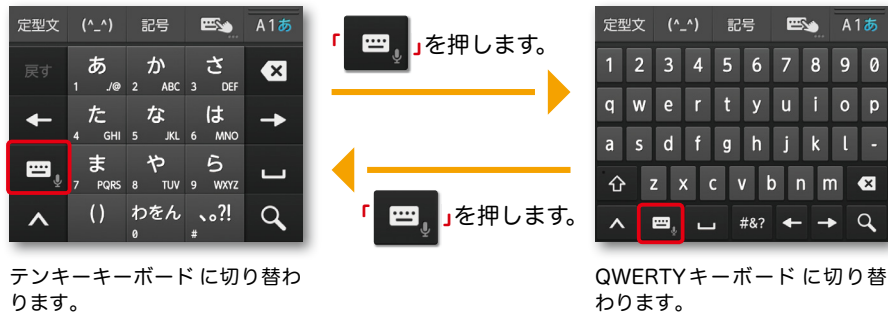 定型文 (^_^) 記号 A1あ
戻す あ か さ
1 ./@ 2 ABC 3 DEF
た な は
4 GHI 5 JKL 6 MNO
ま や ら
7 PQRS 8 TUV 9 WXYZ
() わをん 、。?!
0 #
テンキーキーボード に切り替わ
ります。
「 」を押します。
「 」を押します。
定型文 (^_^) 記号 A1あ
1 2 3 4 5 6 7 8 9 0
q w e r t y u i o p
a s d f g h j k l -
z x c v b n m
#&?
QWERTYキーボード に切り替
わります。